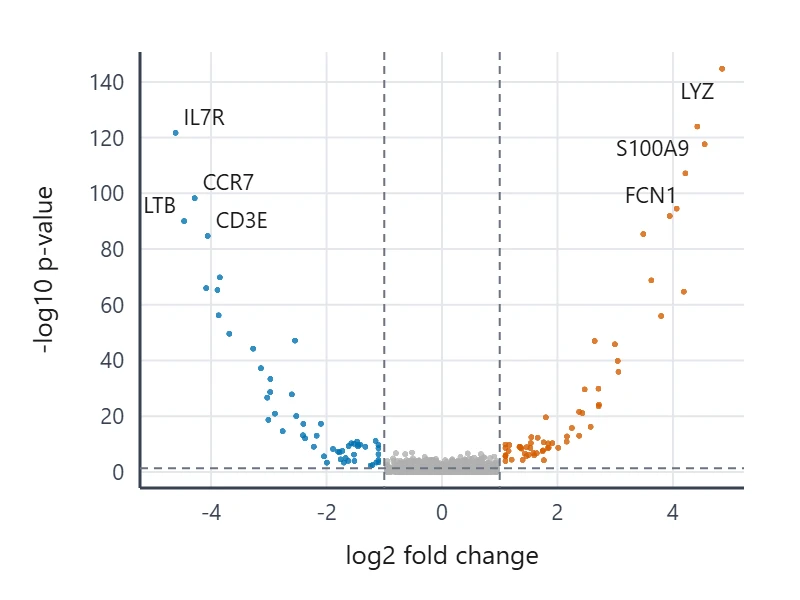 140
120
100
80
60
40
20
0
-log10 p-value
LYZ
IL7R
S100A9
CCR7
FCN1
LTB
CD3E
-4
-2
0
2
4
log2 fold change